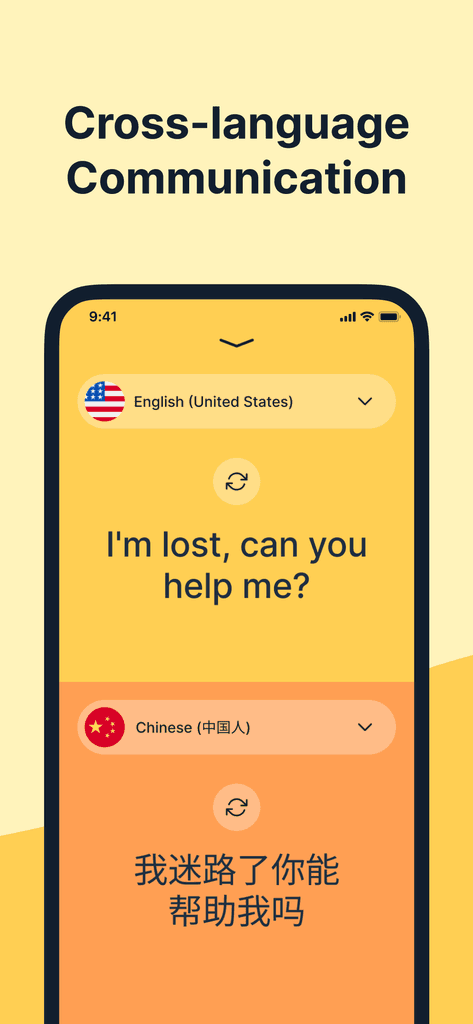 Cross-language
Communication
9:41
English (United States)
I'm lost, can you
help me?
Chinese (中国人)
我迷路了你能
帮助我吗